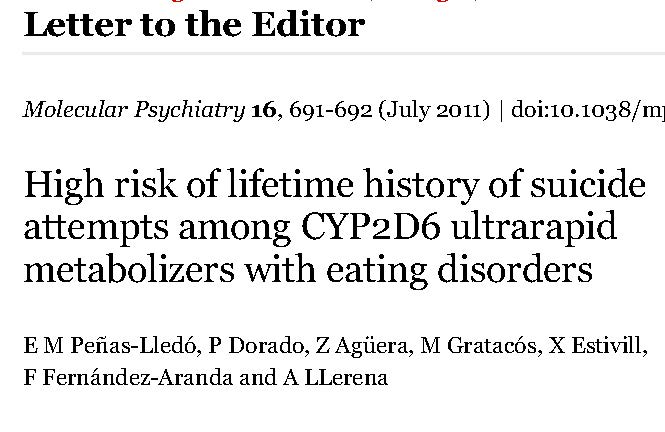 Letter to the Editor
Molecular Psychiatry 16, 691-692 (July 2011) | doi:10.1038/mp
High risk of lifetime history of suicide
attempts among CYP2D6 ultrarapid
metabolizers with eating disorders
E M Peñas-Lledó, P Dorado, Z Agüera, M Gratacós, X Estivill,
F Fernández-Aranda and A LLerena